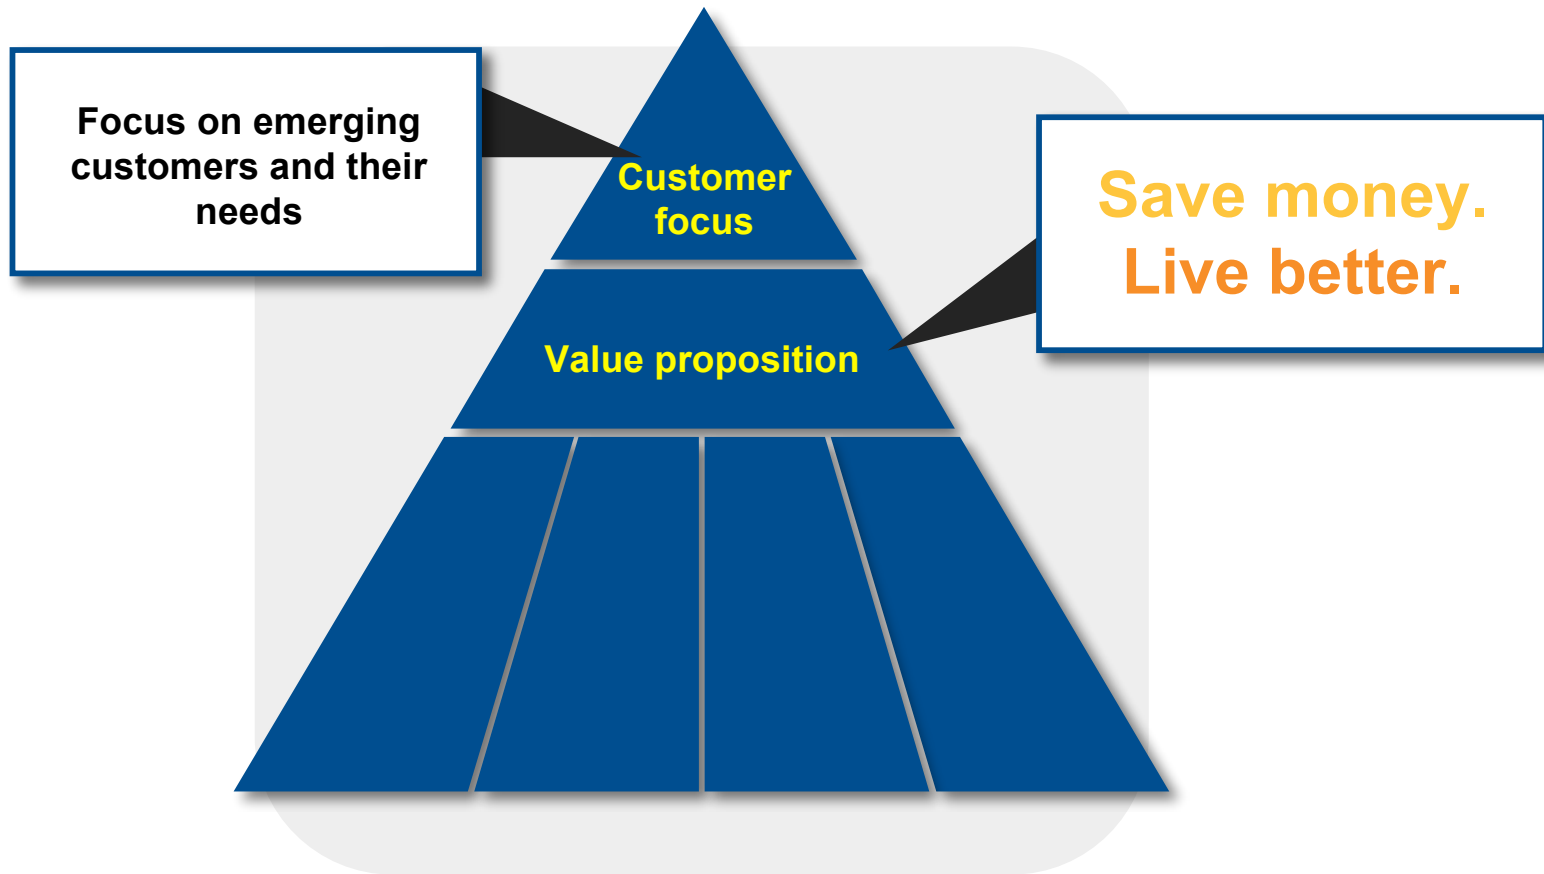 Focus on emerging
customers and their
needs
Customer
focus
Save money.
Live better.
Value proposition